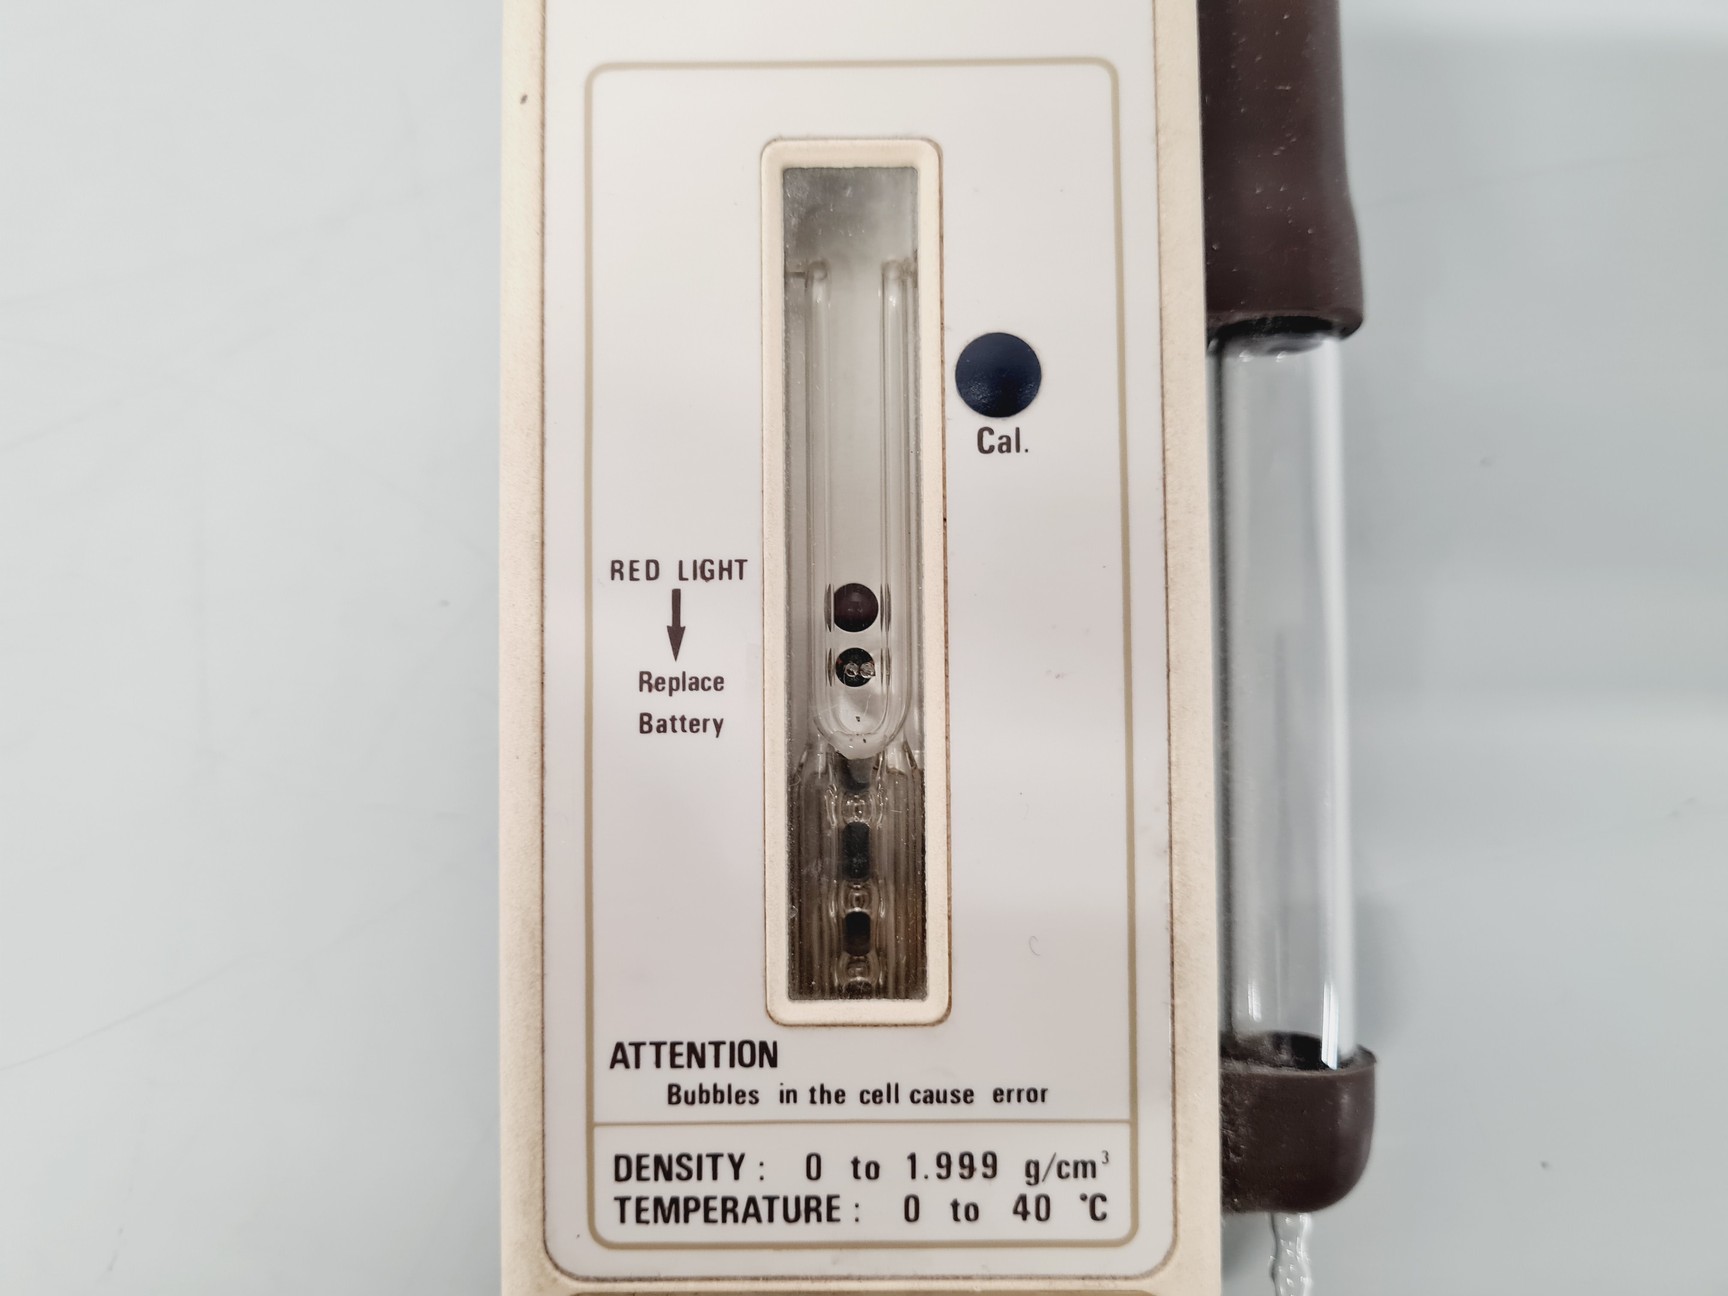 Cal.
RED LIGHT
Replace
Battery
ATTENTION
Bubbles in the cell cause error
DENSITY: 0 to 1.999 g/cm³
TEMPERATURE: 0 to 40 °C